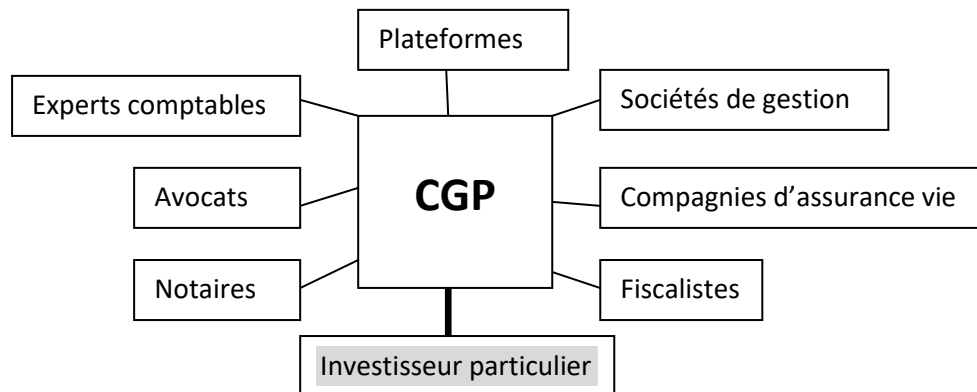 Plateformes
Experts comptables
Sociétés de gestion
Avocats
CGP
Compagnies d’assurance vie
Notaires
Fiscalistes
Investisseur particulier